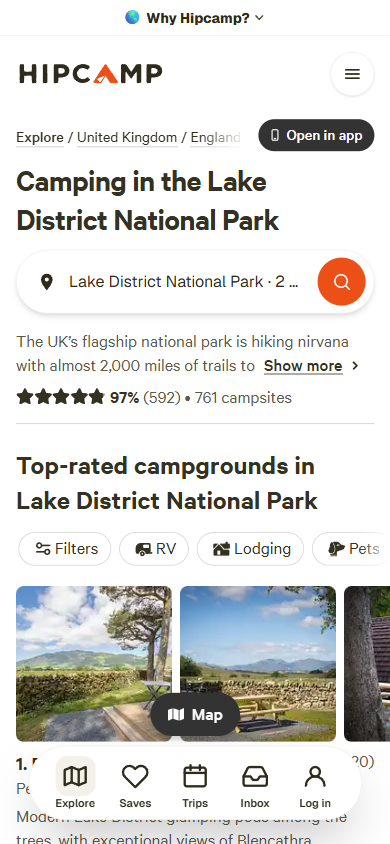 Why Hipcamp?
HIPCAMP
Explore / United Kingdom / England
Open in app
Camping in the Lake
District National Park
Lake District National Park · 2 ...
The UK's flagship national park is hiking nirvana
with almost 2,000 miles of trails to Show more
97% (592) • 761 campsites
Top-rated campgrounds in
Lake District National Park
Filters RV Lodging Pets
Map
1.
20)
Explore Saves Trips Inbox Log in
Modern Lake District glamping pods among the
trees, with exceptional views of Blencathra